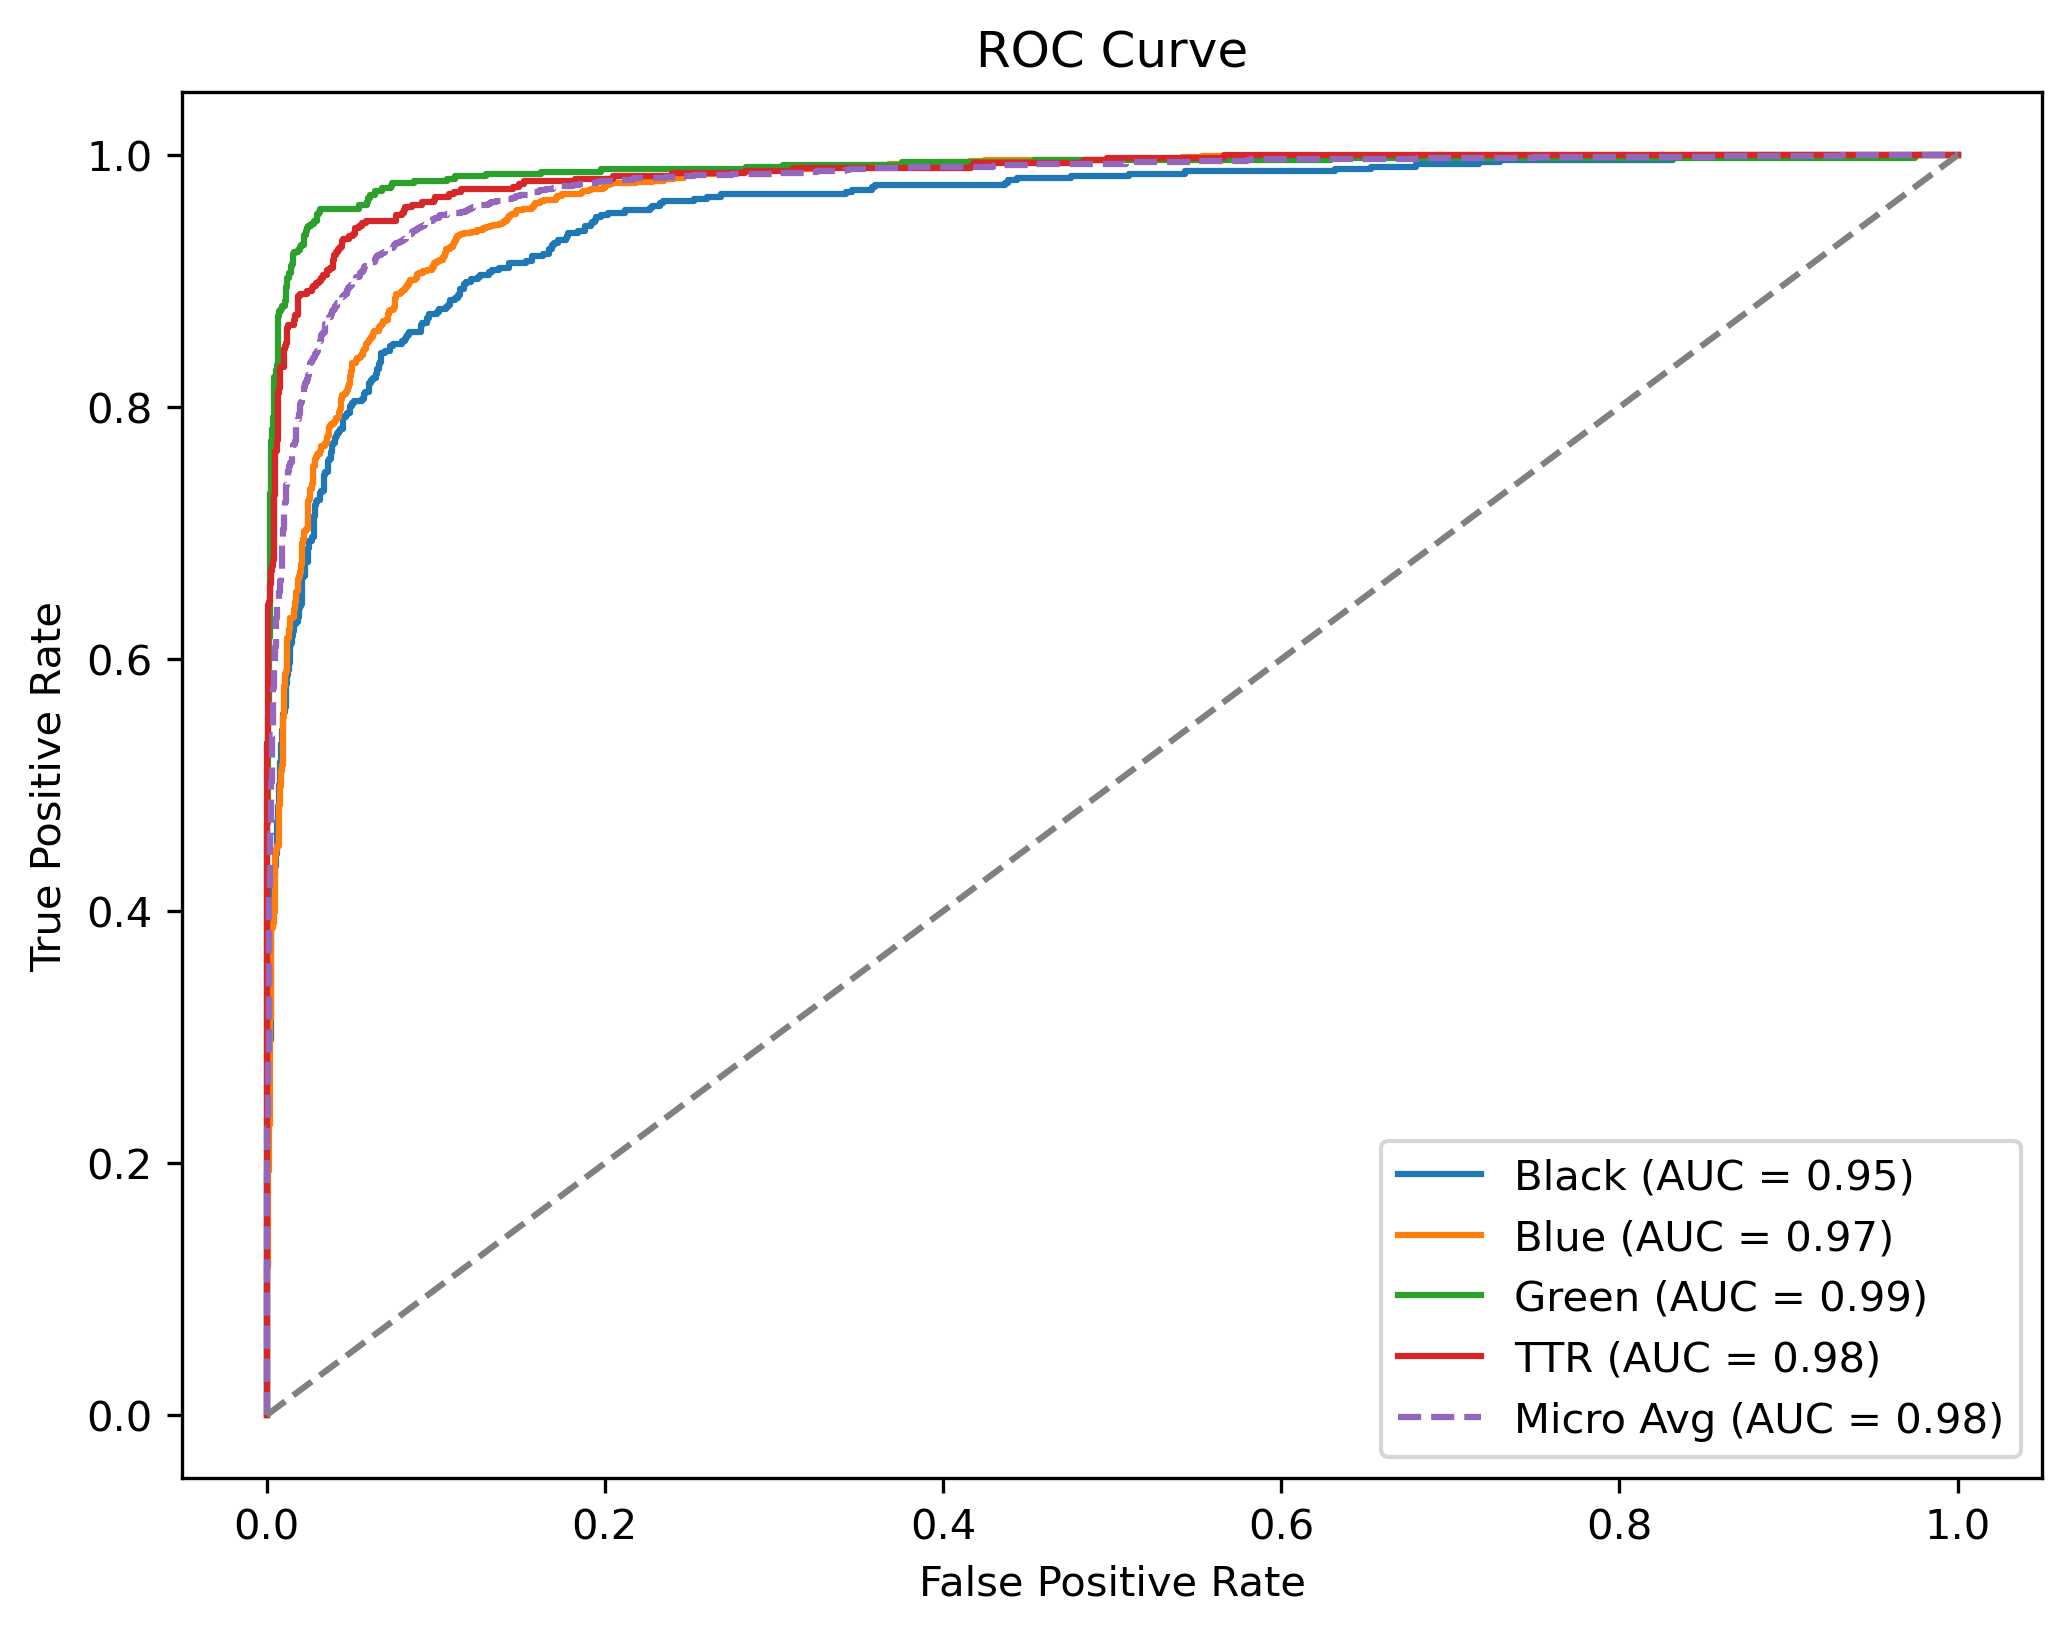 ROC Curve
True Positive Rate
1.0
0.8
0.6
0.4
0.2
0.0
Black (AUC = 0.95)
Blue (AUC = 0.97)
Green (AUC = 0.99)
TTR (AUC = 0.98)
Micro Avg (AUC = 0.98)
0.0 0.2 0.4 0.6 0.8 1.0
False Positive Rate